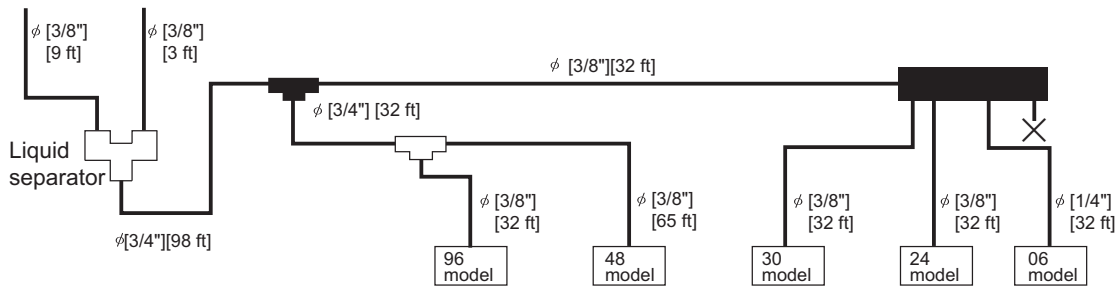 ϕ [3/8"]
[9 ft]
ϕ [3/8"]
[3 ft]
ϕ [3/8"][32 ft]
ϕ [3/4"] [32 ft]
Liquid
separator
ϕ[3/4"][98 ft]
ϕ [3/8"]
[32 ft]
ϕ [3/8"]
[65 ft]
ϕ [3/8"]
[32 ft]
ϕ [3/8"]
[32 ft]
ϕ [1/4"]
[32 ft]
96
model
48
model
30
model
24
model
06
model